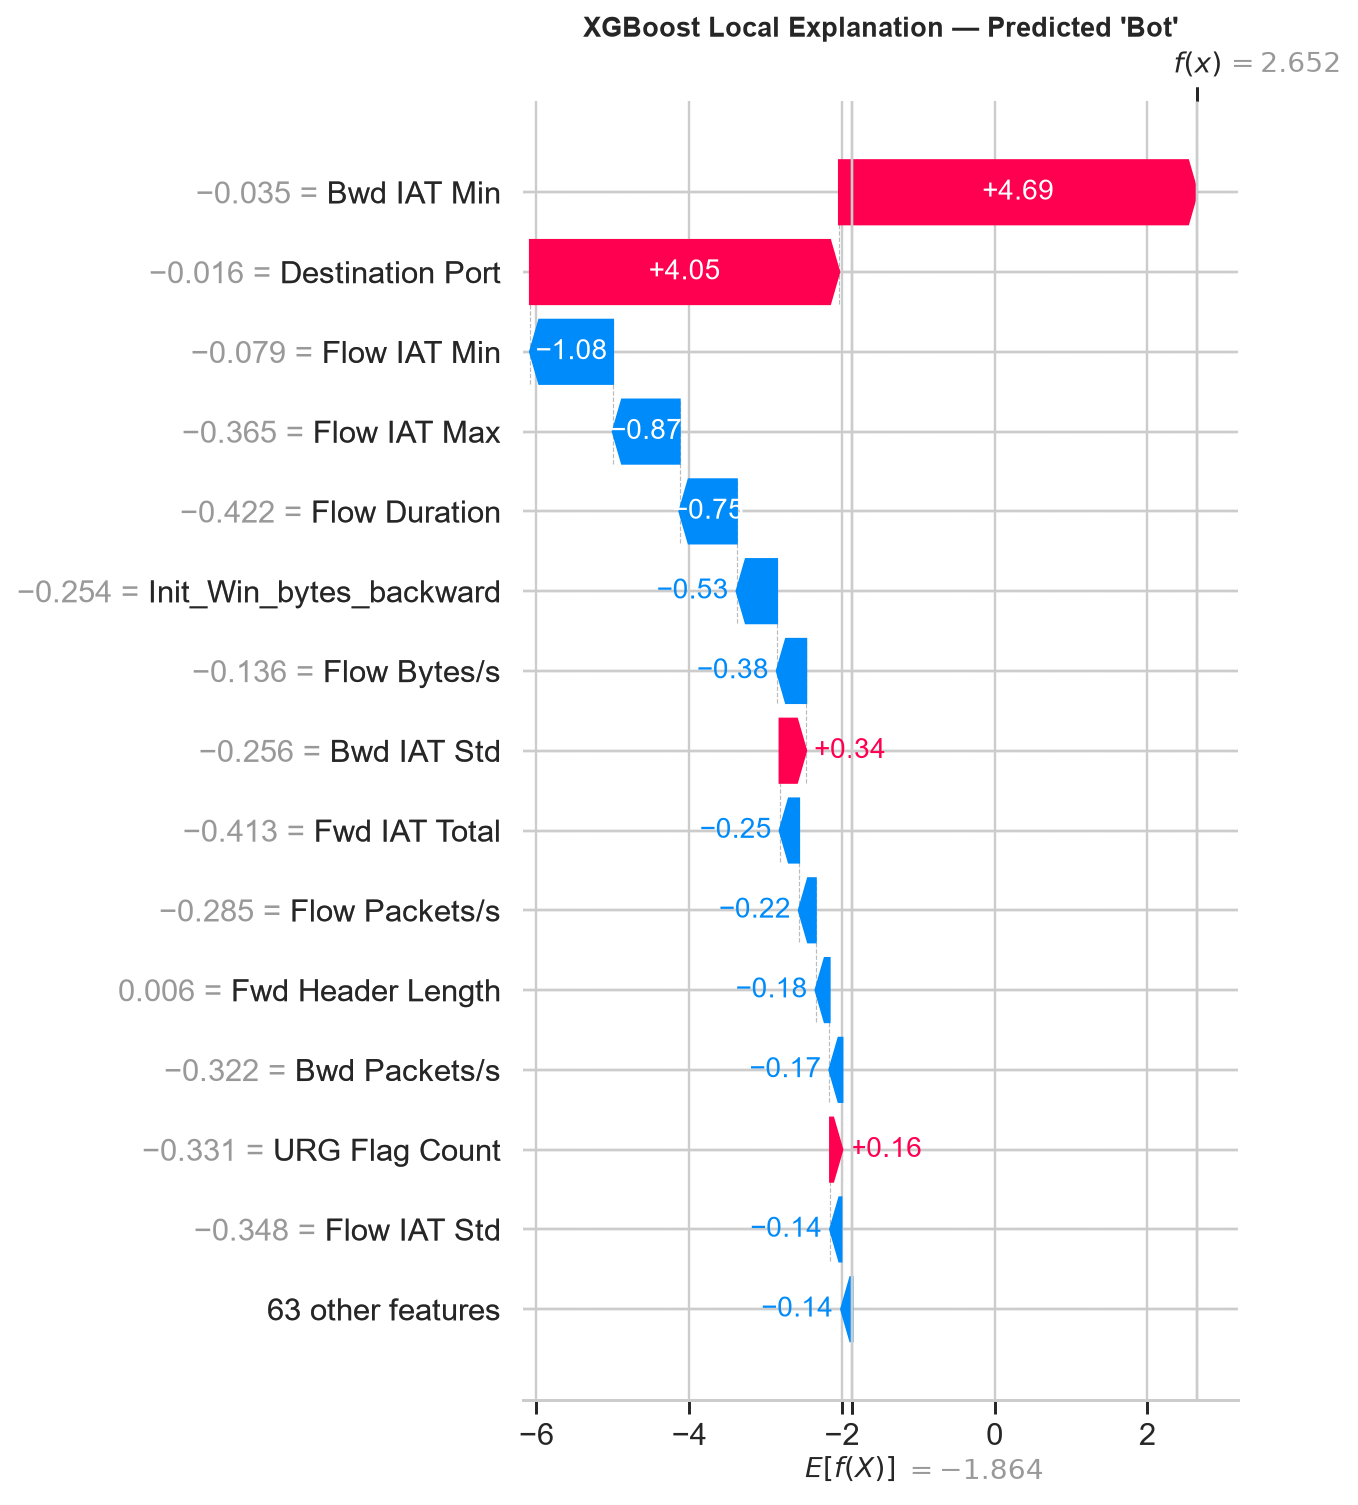 XGBoost Local Explanation — Predicted 'Bot'
f(x) = 2.652
−0.035 = Bwd IAT Min
+4.69
−0.016 = Destination Port
+4.05
−0.079 = Flow IAT Min
−1.08
−0.365 = Flow IAT Max
−0.87
−0.422 = Flow Duration
−0.75
−0.254 = Init_Win_bytes_backward
−0.53
−0.136 = Flow Bytes/s
−0.38
−0.256 = Bwd IAT Std
+0.34
−0.413 = Fwd IAT Total
−0.25
−0.285 = Flow Packets/s
−0.22
0.006 = Fwd Header Length
−0.18
−0.322 = Bwd Packets/s
−0.17
−0.331 = URG Flag Count
+0.16
−0.348 = Flow IAT Std
−0.14
63 other features
−0.14
−6 −4 −2 0 2
E[f(X)] = −1.864